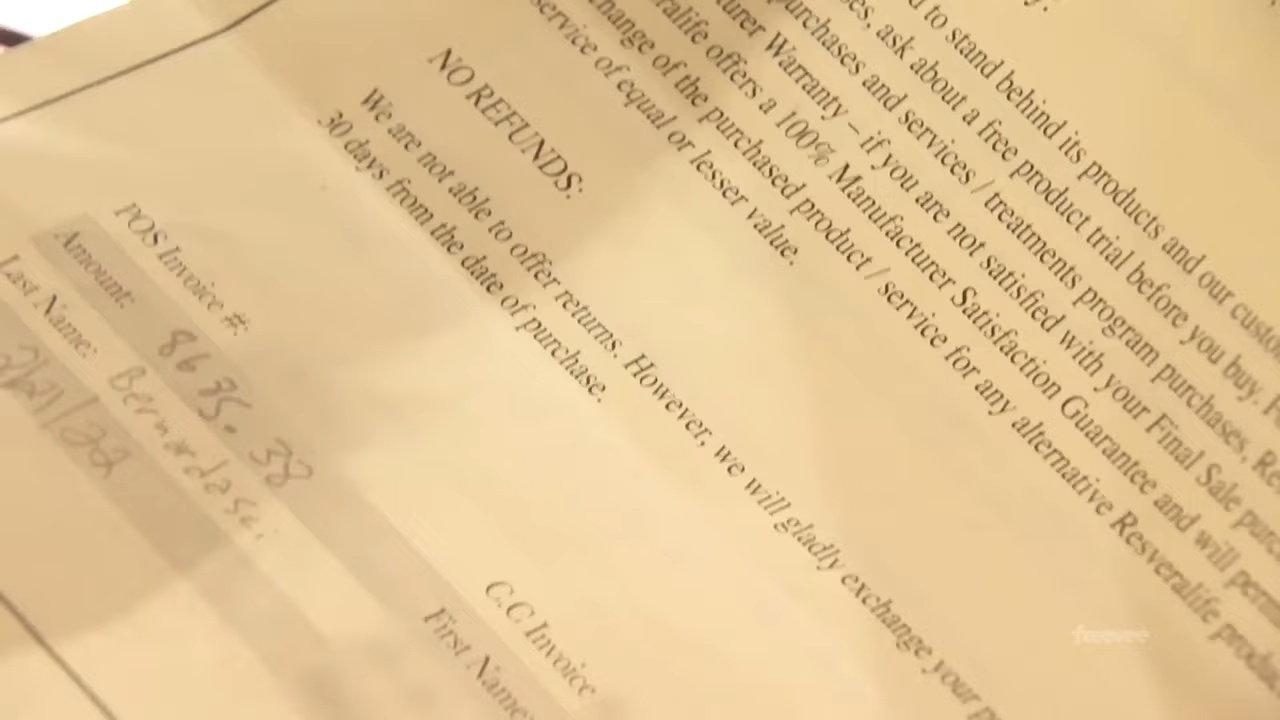 y.
d to stand behind its products and our custo
es, ask about a free product trial before you buy. F
purchases and services / treatments program purchases, Re
urer Warranty – if you are not satisfied with your Final Sale purc
ralife offers a 100% Manufacturer Satisfaction Guarantee and will perm
change of the purchased product / service for any alternative Resveralife produ
service of equal or lesser value.
NO REFUNDS:
We are not able to offer returns. However, we will gladly exchange your p
30 days from the date of purchase.
POS Invoice #:
C.C Invoice
Amount: 8635.38
First Name:
Last Name: Bernardasci
freevee